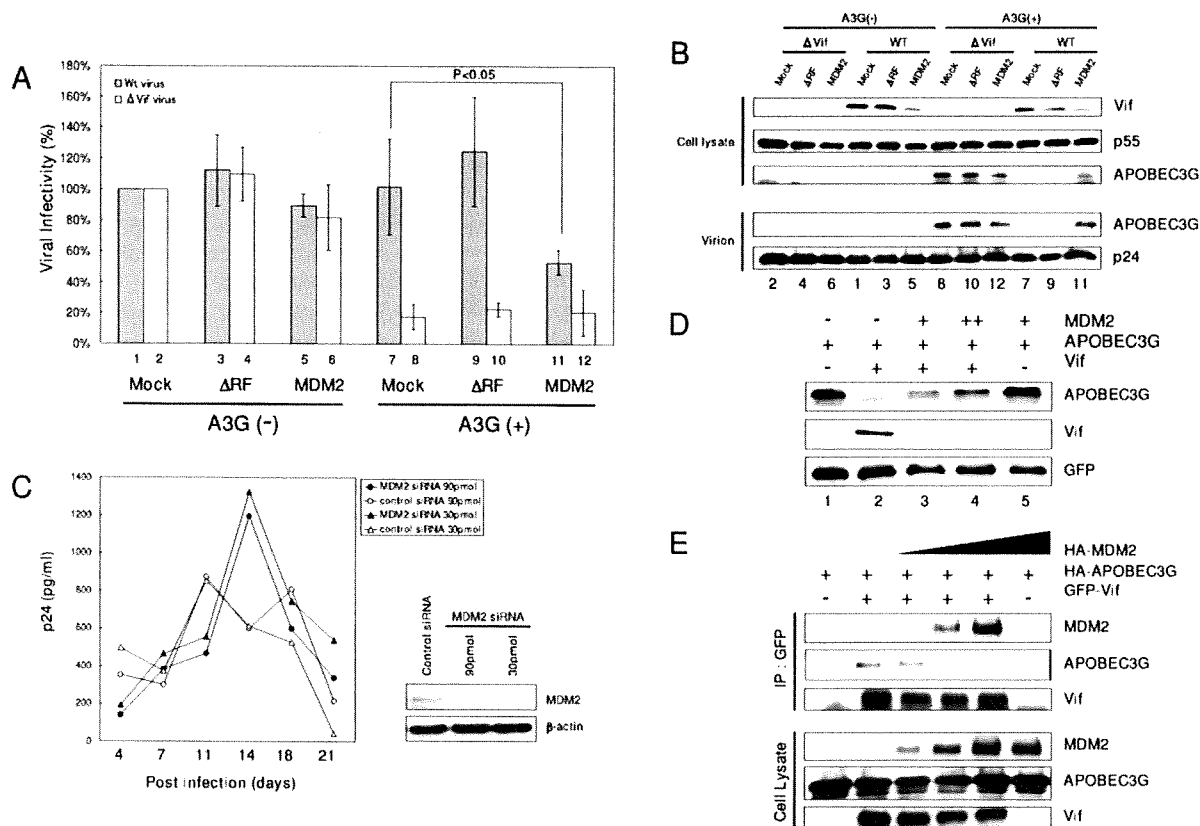 A
160%
160%
140%
120%
100%
80%
60%
40%
20%
0%
Viral Infectivity (%)
Wt virus
Δ Vif virus
P<0.05
1 2 3 4 5 6 7 8 9 10 11 12
Mock ΔRF MDM2 Mock ΔRF MDM2
A3G (-) A3G (+)
B
A3G(-) A3G(+)
Δ Vif WT Δ Vif WT
Mock ΔRF MDM2 Mock ΔRF MDM2 Mock ΔRF MDM2 Mock ΔRF MDM2
Cell lysate
Vif
p55
APOBEC3G
Virion
APOBEC3G
p24
2 4 6 1 3 5 8 10 12 7 9 11
C
1400
1200
1000
800
600
400
200
0
p24 (pg/ml)
4 7 11 14 18 21
Post infection (days)
MDM2 siRNA 90pmol
control siRNA 90pmol
MDM2 siRNA 30pmol
control siRNA 30pmol
Control siRNA
MDM2 siRNA
90pmol
30pmol
MDM2
β-actin
D
- - + ++ + MDM2
+ + + + + APOBEC3G
- + + + - Vif
APOBEC3G
Vif
GFP
1 2 3 4 5
E
HA-MDM2
+ + + + + + HA-APOBEC3G
- + + + + - GFP-Vif
IP : GFP
MDM2
APOBEC3G
Vif
Cell Lysate
MDM2
APOBEC3G
Vif